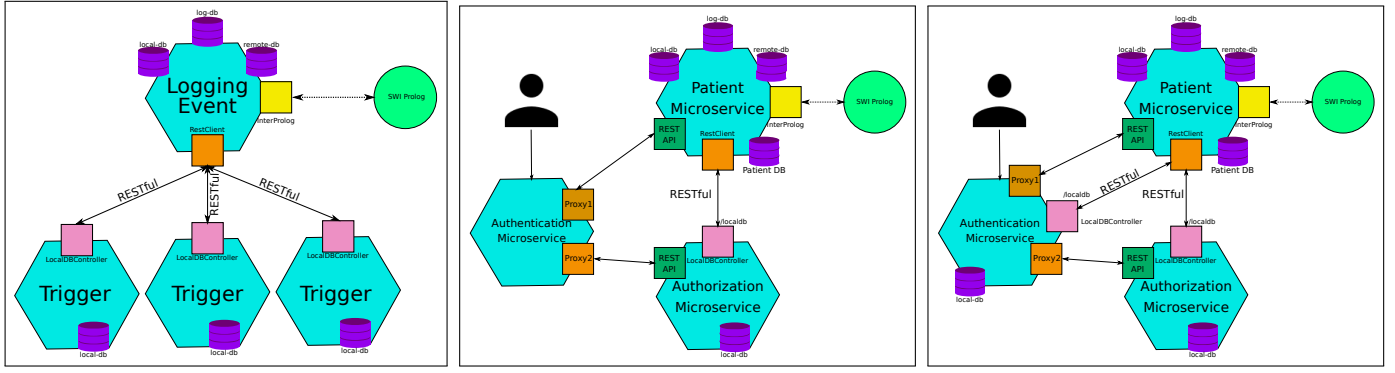 log-db
local-db
remote-db
Logging
Event
SWI Prolog
InterProlog
RestClient
RESTful
RESTful
RESTful
LocalDBController
LocalDBController
LocalDBController
Trigger
Trigger
Trigger
local-db
local-db
local-db
log-db
local-db
remote-db
Patient
Microservice
SWI Prolog
InterProlog
REST
API
RestClient
Patient DB
RESTful
Proxy1
Authentication
Microservice
Proxy2
/localdb
REST
API
LocalDBController
Authorization
Microservice
local-db
log-db
local-db
remote-db
Patient
Microservice
SWI Prolog
InterProlog
REST
API
RestClient
Patient DB
RESTful
RESTful
Proxy1
/localdb
LocalDBController
Authentication
Microservice
Proxy2
local-db
/localdb
REST
API
LocalDBController
Authorization
Microservice
local-db